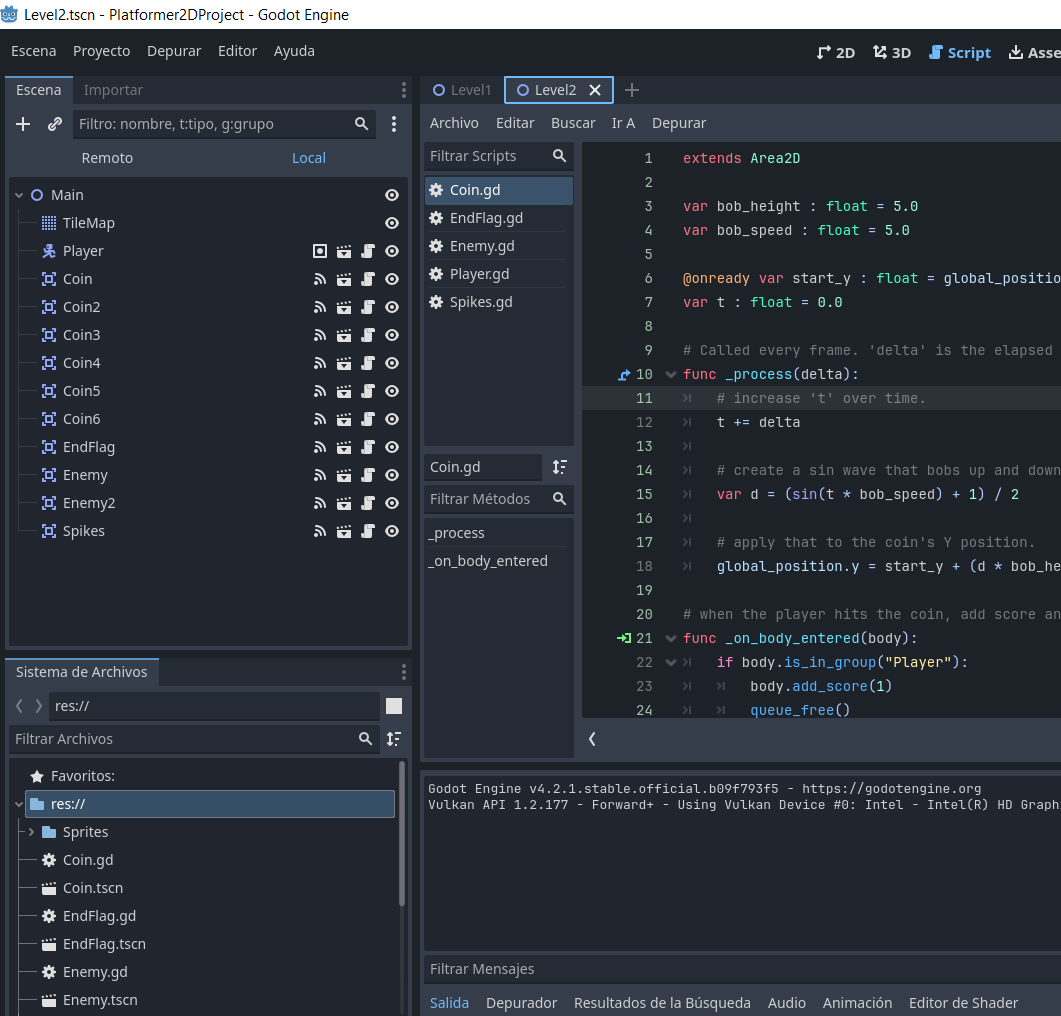 Level2.tscn - Platformer2DProject - Godot Engine
Escena Proyecto Depurar Editor Ayuda
2D 3D Script Asse
Escena Importar
Filtro: nombre, t:tipo, g:grupo
Remoto Local
Main
TileMap
Player
Coin
Coin2
Coin3
Coin4
Coin5
Coin6
EndFlag
Enemy
Enemy2
Spikes
Sistema de Archivos
res://
Filtrar Archivos
Favoritos:
res://
Sprites
Coin.gd
Coin.tscn
EndFlag.gd
EndFlag.tscn
Enemy.gd
Enemy.tscn
Level1 Level2
Archivo Editar Buscar Ir A Depurar
Filtrar Scripts
Coin.gd
EndFlag.gd
Enemy.gd
Player.gd
Spikes.gd
Coin.gd
Filtrar Métodos
_process
_on_body_entered
1 extends Area2D
2
3 var bob_height : float = 5.0
4 var bob_speed : float = 5.0
5
6 @onready var start_y : float = global_positio
7 var t : float = 0.0
8
9 # Called every frame. 'delta' is the elapsed
10 func _process(delta):
11 # increase 't' over time.
12 t += delta
13
14 # create a sin wave that bobs up and down
15 var d = (sin(t * bob_speed) + 1) / 2
16
17 # apply that to the coin's Y position.
18 global_position.y = start_y + (d * bob_he
19
20 # when the player hits the coin, add score an
21 func _on_body_entered(body):
22 if body.is_in_group("Player"):
23 body.add_score(1)
24 queue_free()
Godot Engine v4.2.1.stable.official.b09f793f5 - https://godotengine.org
Vulkan API 1.2.177 - Forward+ - Using Vulkan Device #0: Intel - Intel(R) HD Graph
Filtrar Mensajes
Salida Depurador Resultados de la Búsqueda Audio Animación Editor de Shader